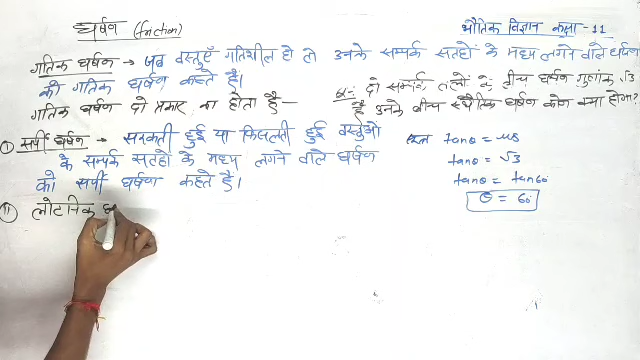 घर्षण (friction)
भौतिक विज्ञान कक्षा - 11
गतिक घर्षण → जब वस्तुएँ गतिशील हो तो उनके सम्पर्क सतहों के मध्य लगने वाले घर्षण
को गतिक घर्षण कहते हैं।
गतिक घर्षण दो प्रकार का होता है —
दो सम्पर्क तलों के बीच घर्षण गुणांक √3
है उनके बीच स्थैतिक घर्षण कोण क्या होगा?
① सर्पी घर्षण → सरकती हुई या फिसलती हुई वस्तुओ
के सम्पर्क सतहों के मध्य लगने वाले घर्षण
को सर्पी घर्षण कहते हैं।
हल tanθ = μs
tanθ = √3
tanθ = tan60
θ = 60
② लोटनिक घ